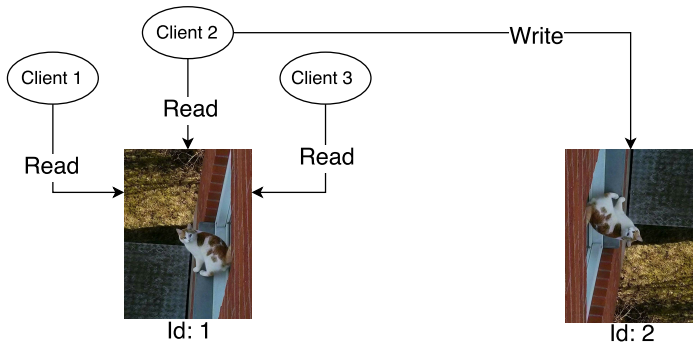 Client 2
Write
Client 1
Client 3
Read
Read
Read
Id: 1
Id: 2